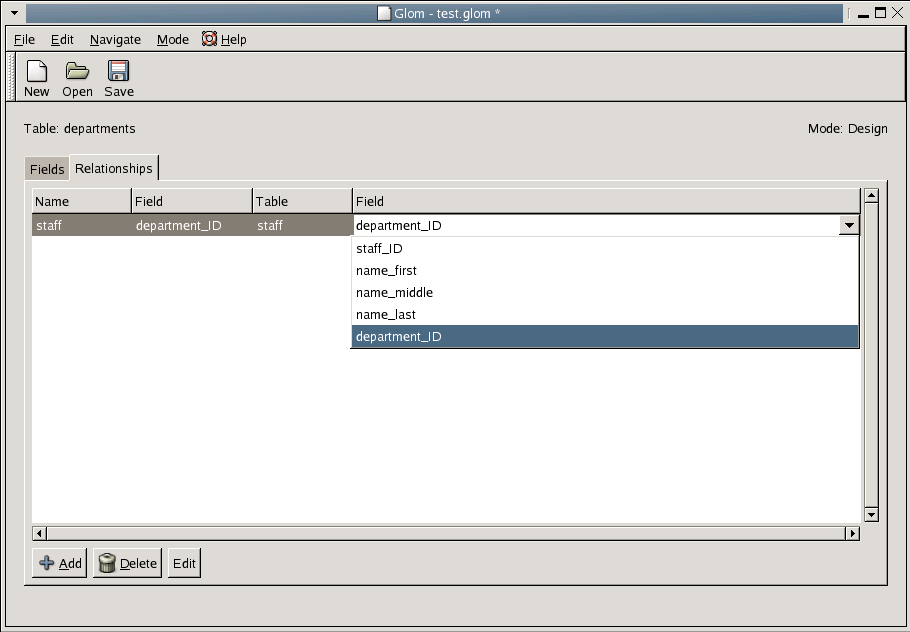 Glom - test.glom *
File Edit Navigate Mode Help
New Open Save
Table: departments Mode: Design
Fields Relationships
Name Field Table Field
staff department_ID staff department_ID
staff_ID
name_first
name_middle
name_last
department_ID
Add Delete Edit